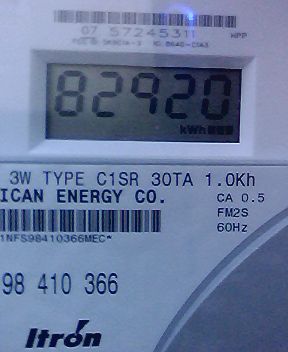 07 57245311 MPP
82920
kWh
3W TYPE C1SR 30TA 1.0Kh
ICAN ENERGY CO. CA 0.5
FM2S
60Hz
1NFS98410366MEC*
98 410 366
Itron